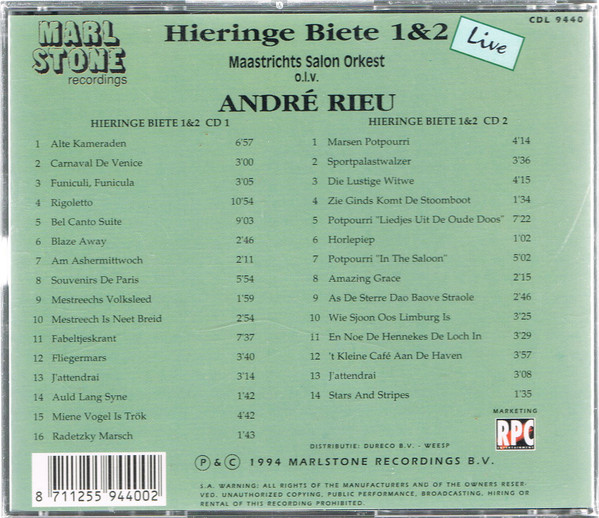 MARL
STONE
recordings
Hieringe Biete 1&2
Live
CDL 9440
Maastrichts Salon Orkest
o.l.v.
ANDRÉ RIEU
HIERINGE BIETE 1&2 CD 1
1 Alte Kameraden 6'57
2 Carnaval De Venice 3'00
3 Funiculi, Funicula 3'05
4 Rigoletto 10'54
5 Bel Canto Suite 9'03
6 Blaze Away 2'46
7 Am Ashermittwoch 2'11
8 Souvenirs De Paris 5'54
9 Mestreechs Volksleed 1'59
10 Mestreech Is Neet Breid 2'54
11 Fabeltjeskrant 7'37
12 Fliegermars 3'40
13 J'attendrai 3'14
14 Auld Lang Syne 1'42
15 Miene Vogel Is Trök 4'42
16 Radetzky Marsch 1'43
HIERINGE BIETE 1&2 CD 2
1 Marsen Potpourri 4'14
2 Sportpalastwalzer 3'36
3 Die Lustige Witwe 4'15
4 Zie Ginds Komt De Stoomboot 1'34
5 Potpourri "Liedjes Uit De Oude Doos" 7'22
6 Horlepiep 1'02
7 Potpourri "In The Saloon" 5'02
8 Amazing Grace 2'15
9 As De Sterre Dao Baove Straole 2'46
10 Wie Sjoon Oos Limburg Is 3'25
11 En Noe De Hennekes De Loch In 3'29
12 't Kleine Café Aan De Haven 3'57
13 J'attendrai 3'08
14 Stars And Stripes 1'35
MARKETING
RPC
ENTERTAINMENT
DISTRIBUTIE: DURECO B.V. - WEESP
℗ & © 1994 MARLSTONE RECORDINGS B.V.
8 711255 944002
S.A. WARNING: ALL RIGHTS OF THE MANUFACTURER AND OF THE OWNERS RESER-
VED. UNAUTHORIZED COPYING, PUBLIC PERFORMANCE, BROADCASTING, HIRING OR
RENTAL OF THIS RECORDING PROHIBITED.